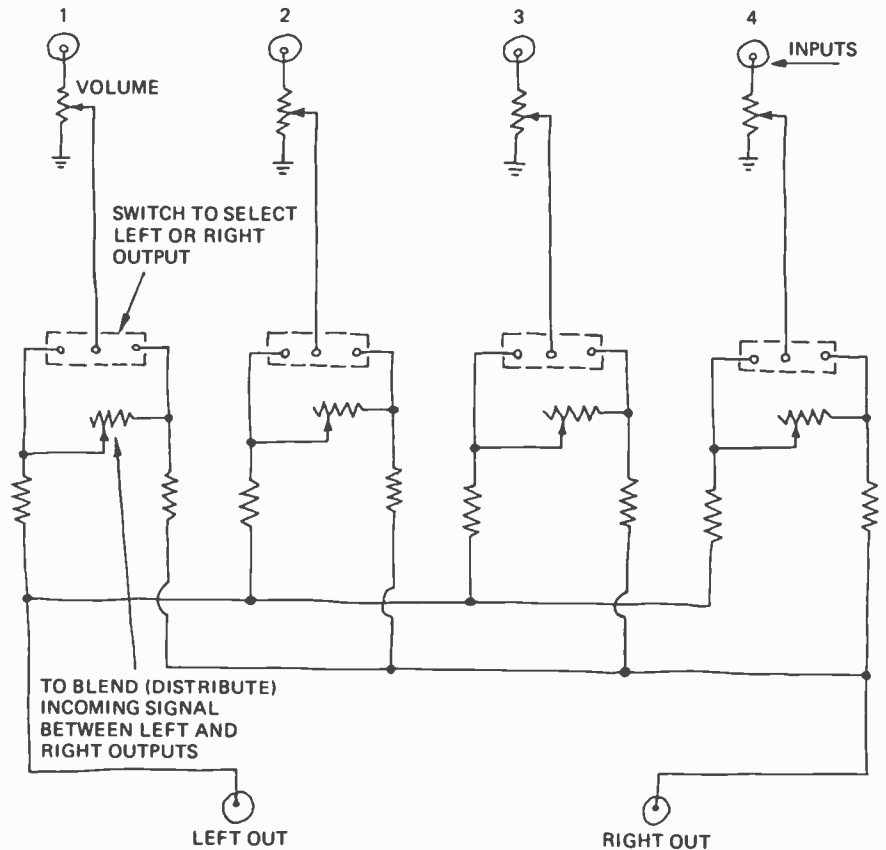 1
2
3
4
INPUTS
VOLUME
SWITCH TO SELECT
LEFT OR RIGHT
OUTPUT
TO BLEND (DISTRIBUTE)
INCOMING SIGNAL
BETWEEN LEFT AND
RIGHT OUTPUTS
LEFT OUT
RIGHT OUT